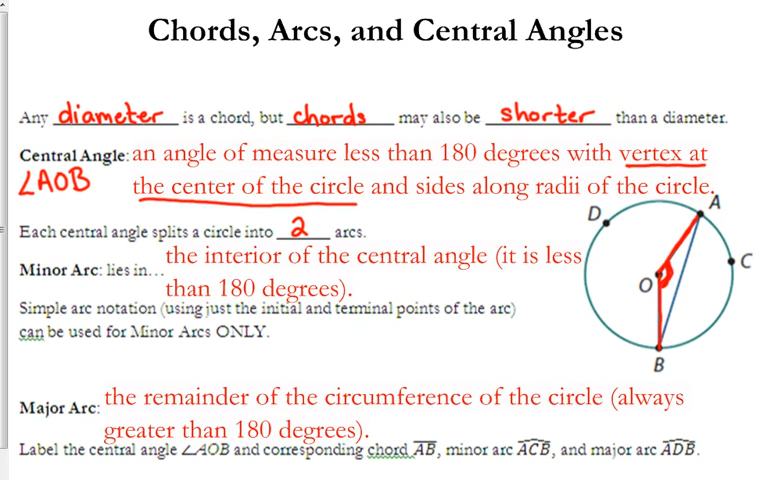 Chords, Arcs, and Central Angles
Any diameter is a chord, but chords may also be shorter than a diameter.
Central Angle: an angle of measure less than 180 degrees with vertex at
∠AOB the center of the circle and sides along radii of the circle.
Each central angle splits a circle into 2 arcs.
Minor Arc: lies in... the interior of the central angle (it is less
than 180 degrees).
Simple arc notation (using just the initial and terminal points of the arc)
can be used for Minor Arcs ONLY.
D
A
C
O
B
Major Arc: the remainder of the circumference of the circle (always
greater than 180 degrees).
Label the central angle ∠AOB and corresponding chord A͞B, minor arc ACB, and major arc ADB.